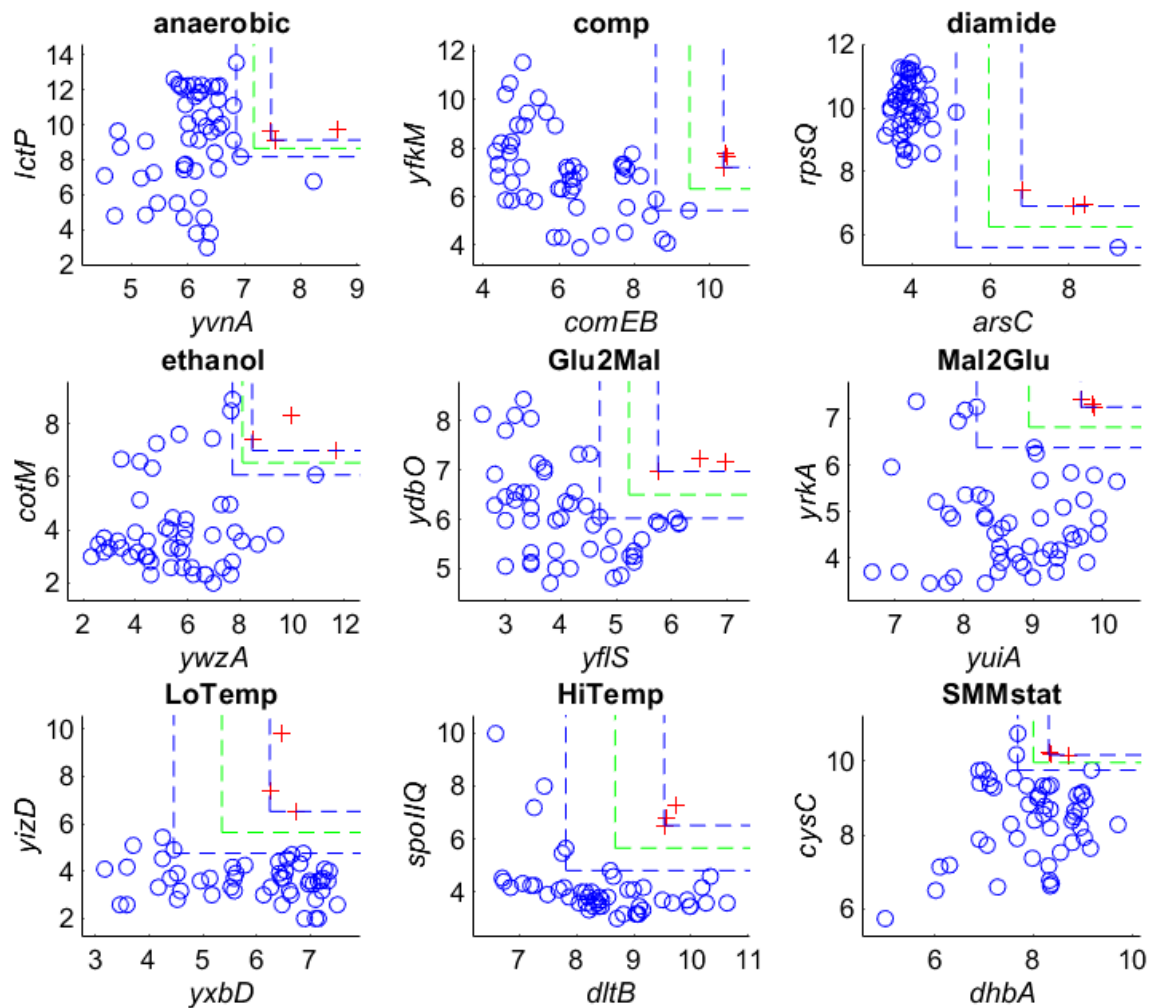 anaerobic
14
12
10
8
6
4
2
lctP
5 6 7 8 9
yvnA
comp
12
10
8
6
4
yfkM
4 6 8 10
comEB
diamide
12
10
8
6
rpsQ
4 6 8
arsC
ethanol
8
6
4
2
cotM
2 4 6 8 10 12
ywzA
Glu2Mal
8
7
6
5
ydbO
3 4 5 6 7
yflS
Mal2Glu
7
6
5
4
yrkA
7 8 9 10
yuiA
LoTemp
10
8
6
4
2
yizD
3 4 5 6 7
yxbD
HiTemp
10
8
6
4
spoIIQ
7 8 9 10 11
dltB
SMMstat
10
8
6
cysC
6 8 10
dhbA